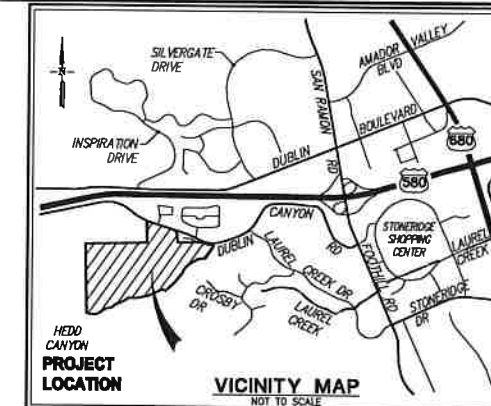 SILVERGATE
DRIVE
AMADOR VALLEY
BLVD
SAN RAMON
RD
INSPIRATION
DRIVE
DUBLIN BOULEVARD
680
580
CANYON
RD
DUBLIN
STONERIDGE
SHOPPING
CENTER
LAUREL
CREEK
LAUREL CREEK DR
FOOTHILL RD
CROSBY
DR
LAUREL
CREEK
STONERIDGE
DR
HEDD
CANYON
PROJECT
LOCATION
VICINITY MAP
NOT TO SCALE